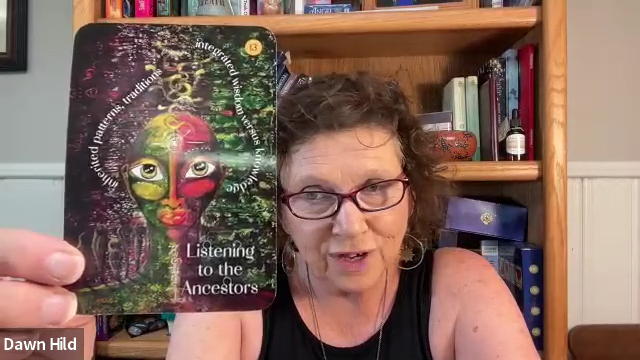 13
inherited patterns, traditions
integrated wisdom versus knowledge
Listening
to the
Ancestors
Dawn Hild